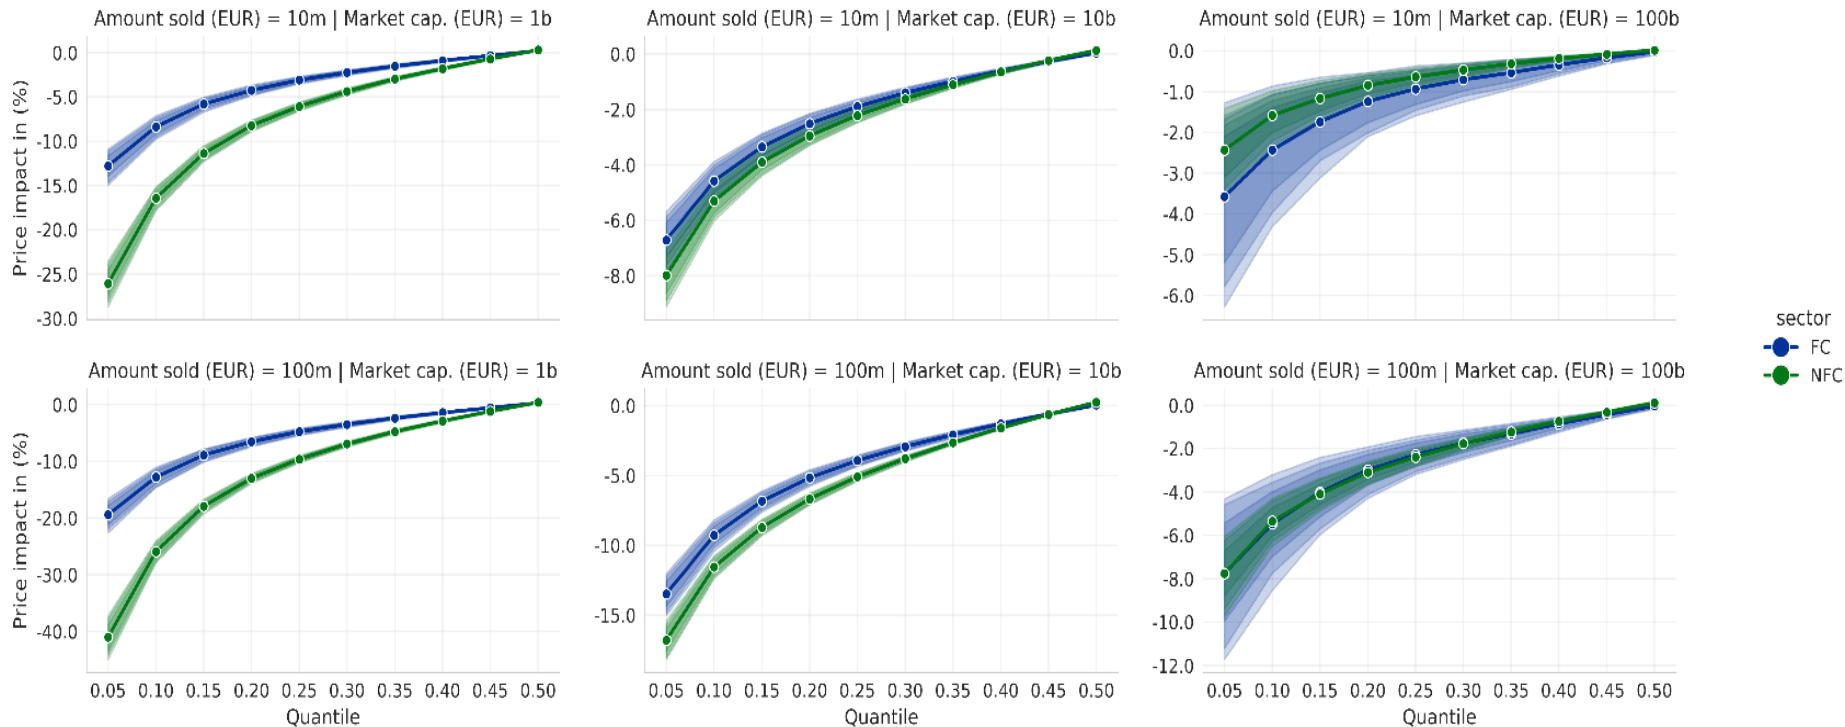 Amount sold (EUR) = 10m | Market cap. (EUR) = 1b
Amount sold (EUR) = 10m | Market cap. (EUR) = 10b
Amount sold (EUR) = 10m | Market cap. (EUR) = 100b
Price impact in (%)
0.0
-5.0
-10.0
-15.0
-20.0
-25.0
-30.0
0.0
-2.0
-4.0
-6.0
-8.0
0.0
-1.0
-2.0
-3.0
-4.0
-5.0
-6.0
sector
FC
NFC
Amount sold (EUR) = 100m | Market cap. (EUR) = 1b
Amount sold (EUR) = 100m | Market cap. (EUR) = 10b
Amount sold (EUR) = 100m | Market cap. (EUR) = 100b
Price impact in (%)
0.0
-10.0
-20.0
-30.0
-40.0
0.0
-5.0
-10.0
-15.0
0.0
-2.0
-4.0
-6.0
-8.0
-10.0
-12.0
0.05 0.10 0.15 0.20 0.25 0.30 0.35 0.40 0.45 0.50
0.05 0.10 0.15 0.20 0.25 0.30 0.35 0.40 0.45 0.50
0.05 0.10 0.15 0.20 0.25 0.30 0.35 0.40 0.45 0.50
Quantile
Quantile
Quantile